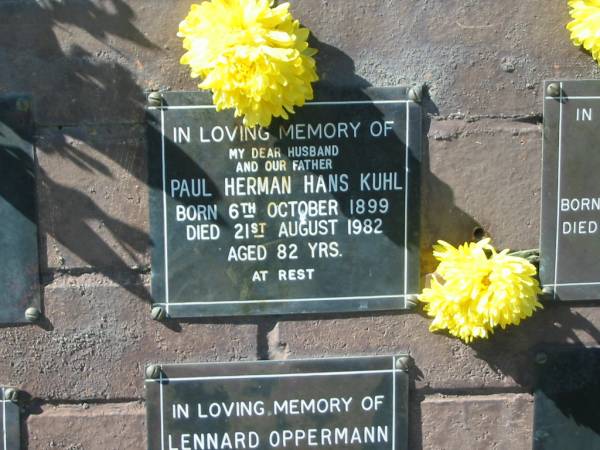 IN LOVING MEMORY OF
MY DEAR HUSBAND
AND OUR FATHER
PAUL HERMAN HANS KUHL
BORN 6TH OCTOBER 1899
DIED 21ST AUGUST 1982
AGED 82 YRS.
AT REST
IN
BORN
DIED
IN LOVING MEMORY OF
LENNARD OPPERMANN